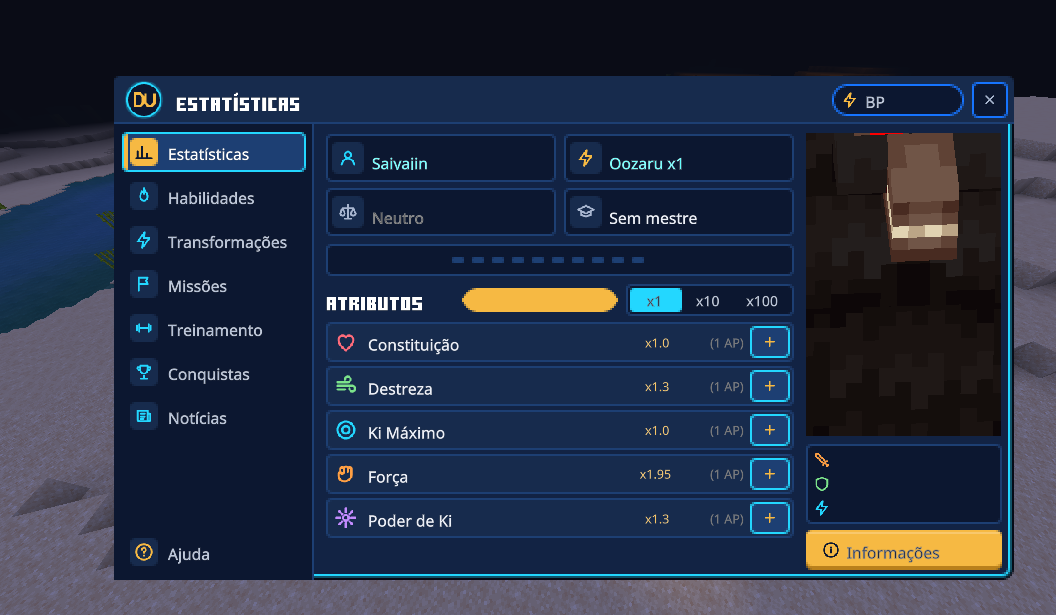 DU
ESTATÍSTICAS
BP
Estatísticas
Habilidades
Transformações
Missões
Treinamento
Conquistas
Notícias
Ajuda
Saivaiin
Oozaru x1
Neutro
Sem mestre
ATRIBUTOS
x1
x10
x100
Constituição x1.0 (1 AP) +
Destreza x1.3 (1 AP) +
Ki Máximo x1.0 (1 AP) +
Força x1.95 (1 AP) +
Poder de Ki x1.3 (1 AP) +
Informações